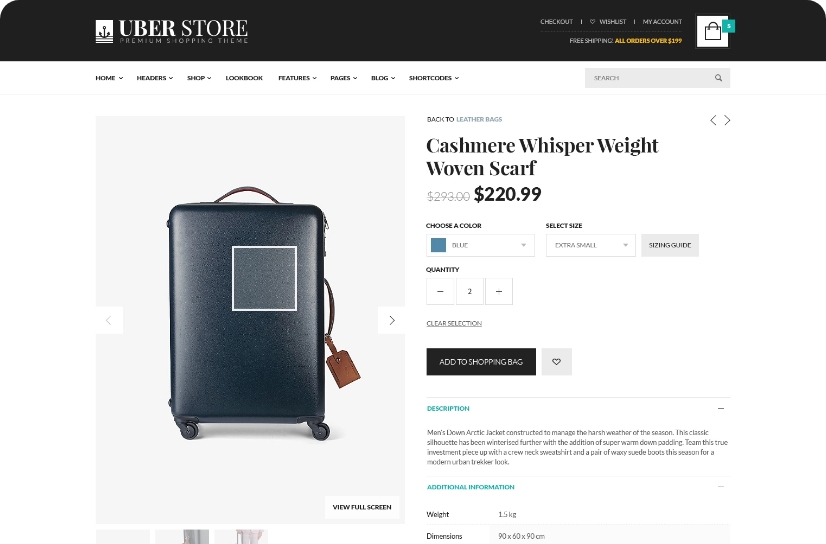 UBER STORE
PREMIUM SHOPPING THEME
CHECKOUT | WISHLIST | MY ACCOUNT
FREE SHIPPING: ALL ORDERS OVER $199
HOME HEADERS SHOP LOOKBOOK FEATURES PAGES BLOG SHORTCODES
SEARCH
BACK TO LEATHER BAGS
Cashmere Whisper Weight
Woven Scarf
$293.00 $220.99
CHOOSE A COLOR SELECT SIZE
BLUE EXTRA SMALL SIZING GUIDE
QUANTITY
− 2 +
CLEAR SELECTION
ADD TO SHOPPING BAG
DESCRIPTION
Men's Down Arctic Jacket constructed to manage the harsh weather of the season. This classic
silhouette has been winterised further with the addition of super warm down padding. Team this true
investment piece up with a crew neck sweatshirt and a pair of waxy suede boots this season for a
modern urban trekker look.
VIEW FULL SCREEN
ADDITIONAL INFORMATION
Weight 1.5 kg
Dimensions 90 x 60 x 90 cm